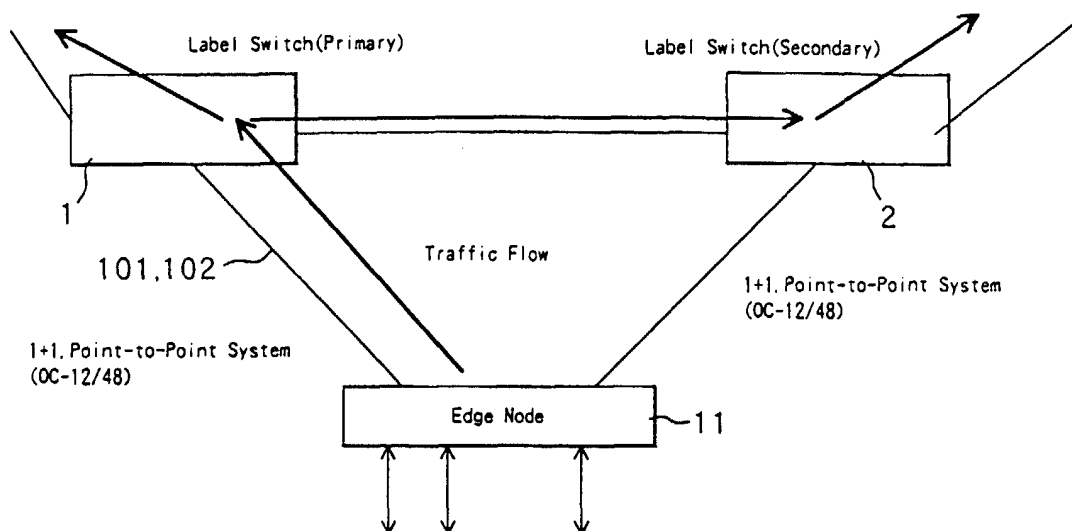 Label Switch(Primary)
Label Switch(Secondary)
1
2
101,102
Traffic Flow
1+1, Point-to-Point System
(OC-12/48)
1+1, Point-to-Point System
(OC-12/48)
Edge Node
11